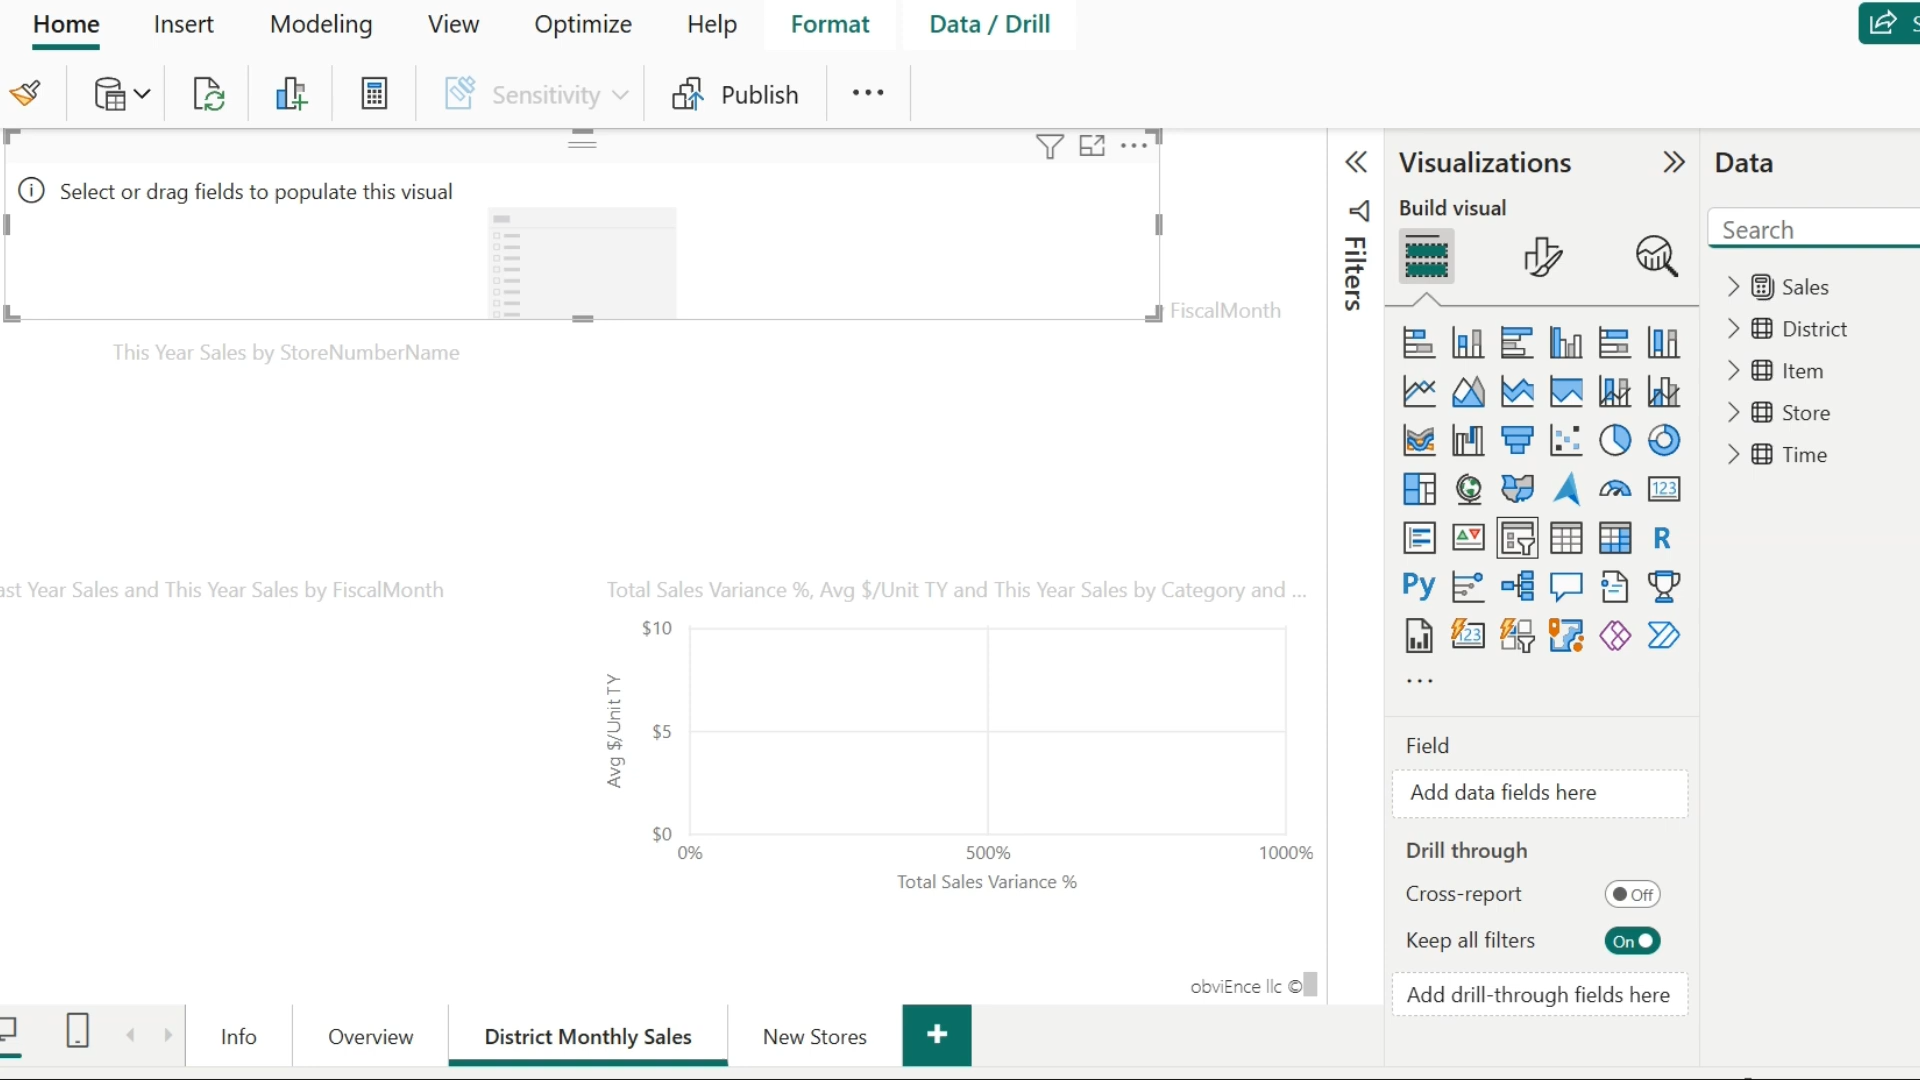 Home Insert Modeling View Optimize Help Format Data / Drill
Sensitivity Publish
Select or drag fields to populate this visual
FiscalMonth
This Year Sales by StoreNumberName
ast Year Sales and This Year Sales by FiscalMonth
Total Sales Variance %, Avg $/Unit TY and This Year Sales by Category and ...
$10
$5
$0
Avg $/Unit TY
0% 500% 1000%
Total Sales Variance %
obviEnce llc ©
Info Overview District Monthly Sales New Stores +
Filters
Visualizations
Build visual
123
R
Py
123
Field
Add data fields here
Drill through
Cross-report Off
Keep all filters On
Add drill-through fields here
Data
Search
Sales
District
Item
Store
Time